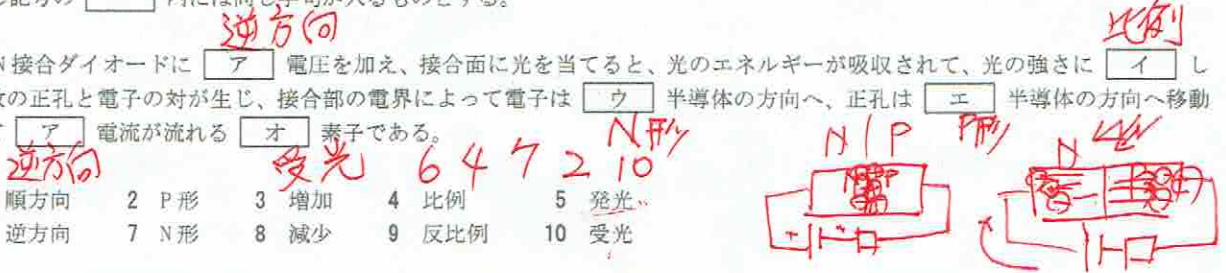 記号の 内には同じ字句が入るものとする。
逆方向 比例
N接合ダイオードに ア 電圧を加え、接合面に光を当てると、光のエネルギーが吸収されて、光の強さに イ し
数の正孔と電子の対が生じ、接合部の電界によって電子は ウ 半導体の方向へ、正孔は エ 半導体の方向へ移動
て ア 電流が流れる オ 素子である。
N形 P形
逆方向 受光 6 4 7 2 10
N P N
順方向 2 P形 3 増加 4 比例 5 発光
逆方向 7 N形 8 減少 9 反比例 10 受光